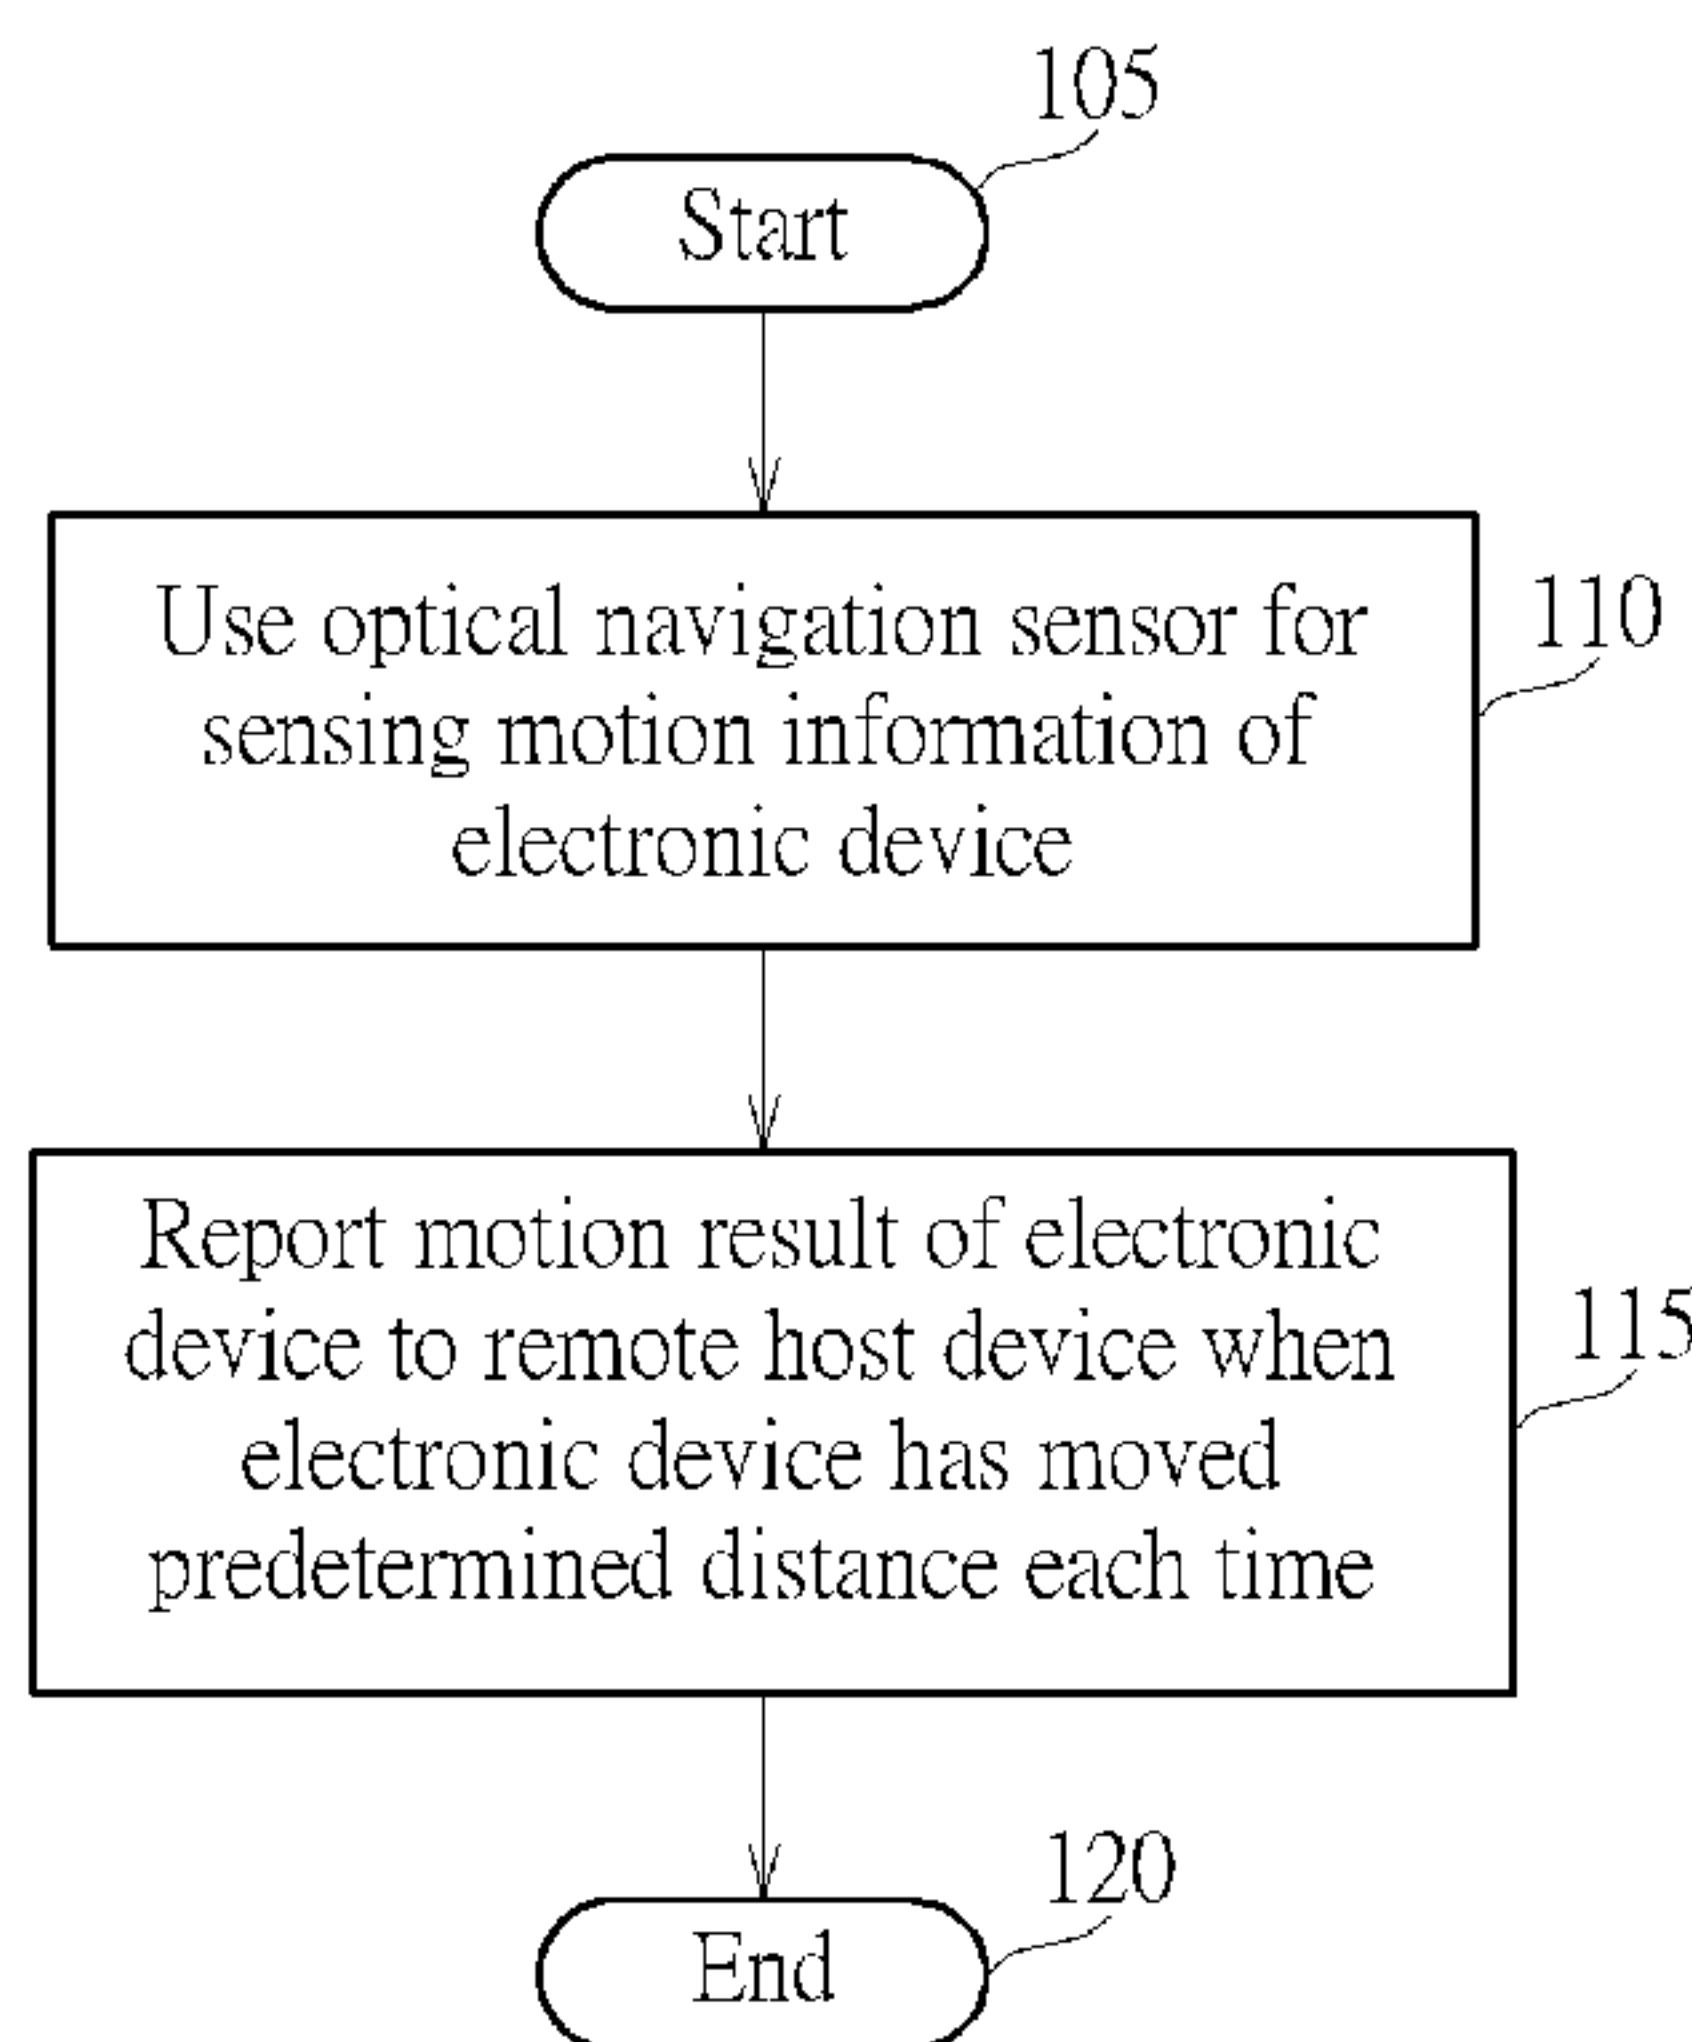 105
Start
Use optical navigation sensor for
sensing motion information of
electronic device
110
Report motion result of electronic
device to remote host device when
electronic device has moved
predetermined distance each time
115
120
End